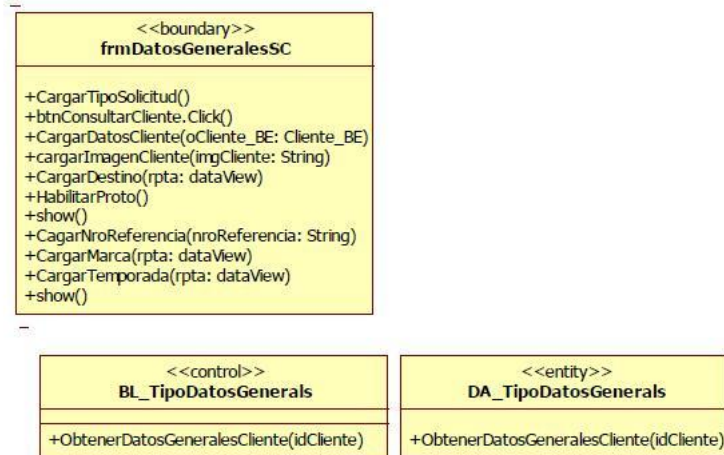 <<boundary>>
frmDatosGeneralesSC
+CargarTipoSolicitud()
+btnConsultarCliente.Click()
+CargarDatosCliente(oCliente_BE: Cliente_BE)
+cargarImagenCliente(imgCliente: String)
+CargarDestino(rpta: dataView)
+HabilitarProto()
+show()
+CagarNroReferencia(nroReferencia: String)
+CargarMarca(rpta: dataView)
+CargarTemporada(rpta: dataView)
+show()
<<control>>
BL_TipoDatosGenerals
+ObtenerDatosGeneralesCliente(idCliente)
<<entity>>
DA_TipoDatosGenerals
+ObtenerDatosGeneralesCliente(idCliente)